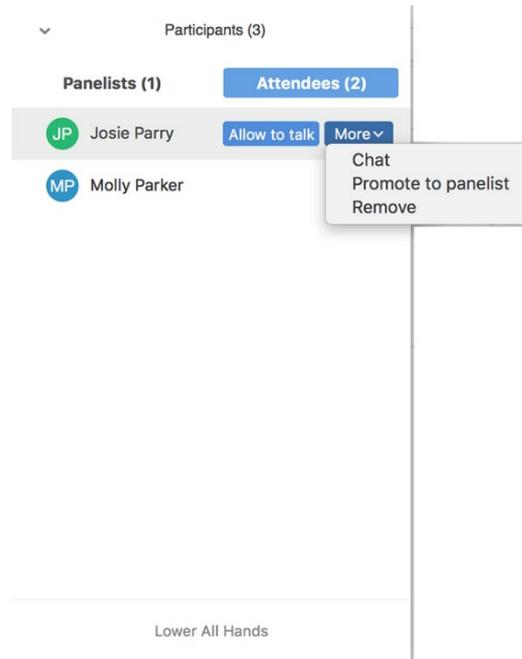 Participants (3)
Panelists (1) Attendees (2)
JP Josie Parry Allow to talk More
Chat
Promote to panelist
Remove
MP Molly Parker
Lower All Hands